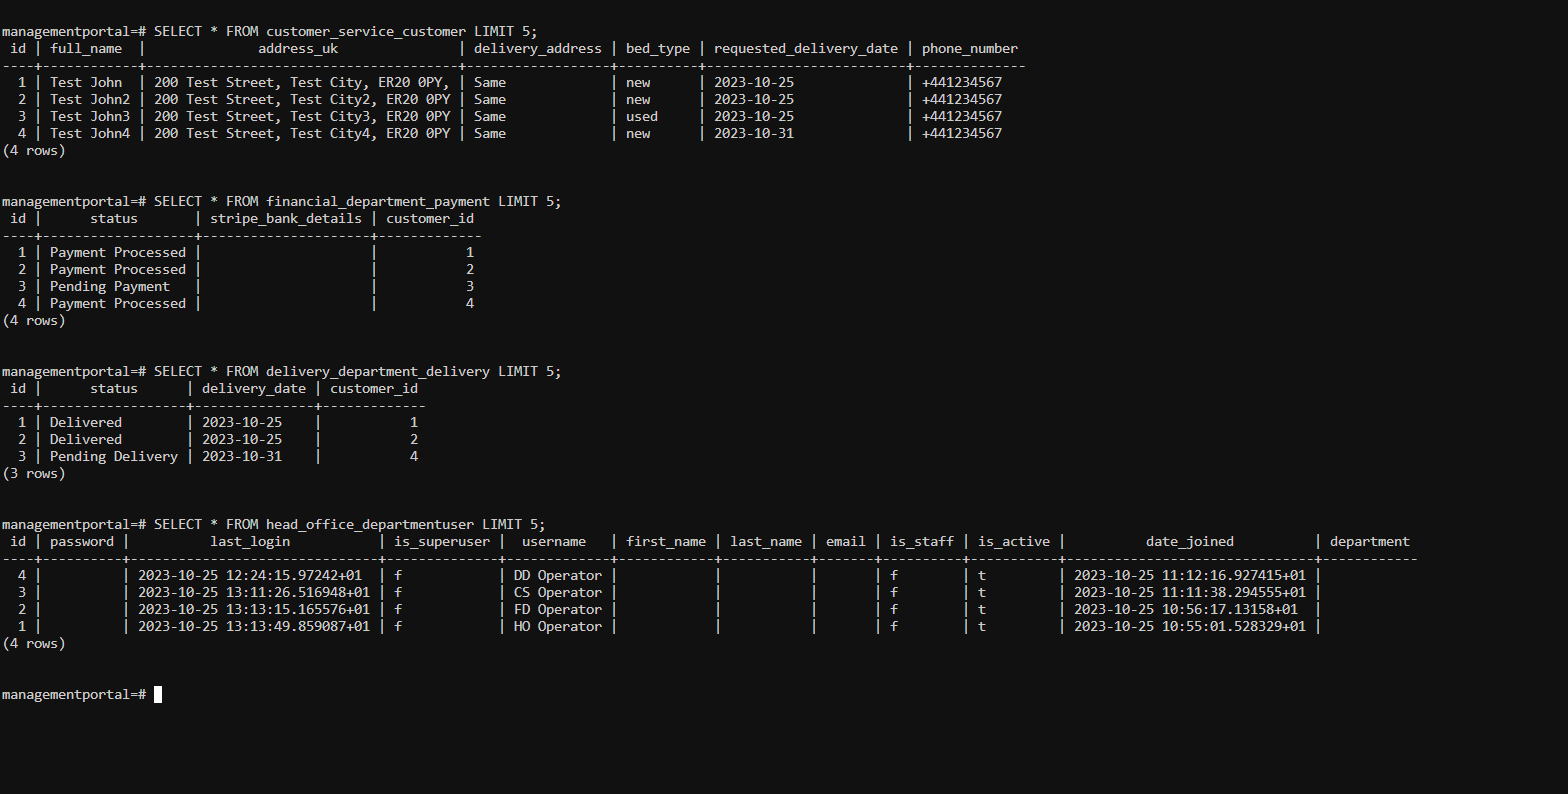 managementportal=# SELECT * FROM customer_service_customer LIMIT 5;
 id | full_name  |              address_uk               | delivery_address | bed_type | requested_delivery_date | phone_number
----+------------+---------------------------------------+------------------+----------+-------------------------+--------------
  1 | Test John  | 200 Test Street, Test City, ER20 0PY, | Same             | new      | 2023-10-25              | +441234567
  2 | Test John2 | 200 Test Street, Test City2, ER20 0PY | Same             | new      | 2023-10-25              | +441234567
  3 | Test John3 | 200 Test Street, Test City3, ER20 0PY | Same             | used     | 2023-10-25              | +441234567
  4 | Test John4 | 200 Test Street, Test City4, ER20 0PY | Same             | new      | 2023-10-31              | +441234567
(4 rows)
managementportal=# SELECT * FROM financial_department_payment LIMIT 5;
 id |      status       | stripe_bank_details | customer_id
----+-------------------+---------------------+-------------
  1 | Payment Processed |                     |           1
  2 | Payment Processed |                     |           2
  3 | Pending Payment   |                     |           3
  4 | Payment Processed |                     |           4
(4 rows)
managementportal=# SELECT * FROM delivery_department_delivery LIMIT 5;
 id |      status      | delivery_date | customer_id
----+------------------+---------------+-------------
  1 | Delivered        | 2023-10-25    |           1
  2 | Delivered        | 2023-10-25    |           2
  3 | Pending Delivery | 2023-10-31    |           4
(3 rows)
managementportal=# SELECT * FROM head_office_departmentuser LIMIT 5;
 id | password |          last_login           | is_superuser |  username   | first_name | last_name | email | is_staff | is_active |          date_joined          | department
----+----------+-------------------------------+--------------+-------------+------------+-----------+-------+----------+-----------+-------------------------------+------------
  4 |          | 2023-10-25 12:24:15.97242+01  | f            | DD Operator |            |           |       | f        | t         | 2023-10-25 11:12:16.927415+01 |
  3 |          | 2023-10-25 13:11:26.516948+01 | f            | CS Operator |            |           |       | f        | t         | 2023-10-25 11:11:38.294555+01 |
  2 |          | 2023-10-25 13:13:15.165576+01 | f            | FD Operator |            |           |       | f        | t         | 2023-10-25 10:56:17.13158+01  |
  1 |          | 2023-10-25 13:13:49.859087+01 | f            | HO Operator |            |           |       | f        | t         | 2023-10-25 10:55:01.528329+01 |
(4 rows)
managementportal=#